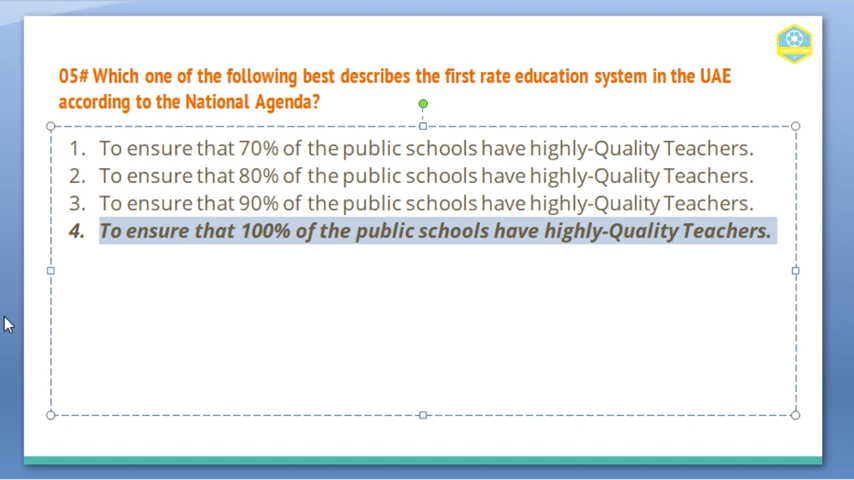 05# Which one of the following best describes the first rate education system in the UAE
according to the National Agenda?
1. To ensure that 70% of the public schools have highly-Quality Teachers.
2. To ensure that 80% of the public schools have highly-Quality Teachers.
3. To ensure that 90% of the public schools have highly-Quality Teachers.
4. To ensure that 100% of the public schools have highly-Quality Teachers.